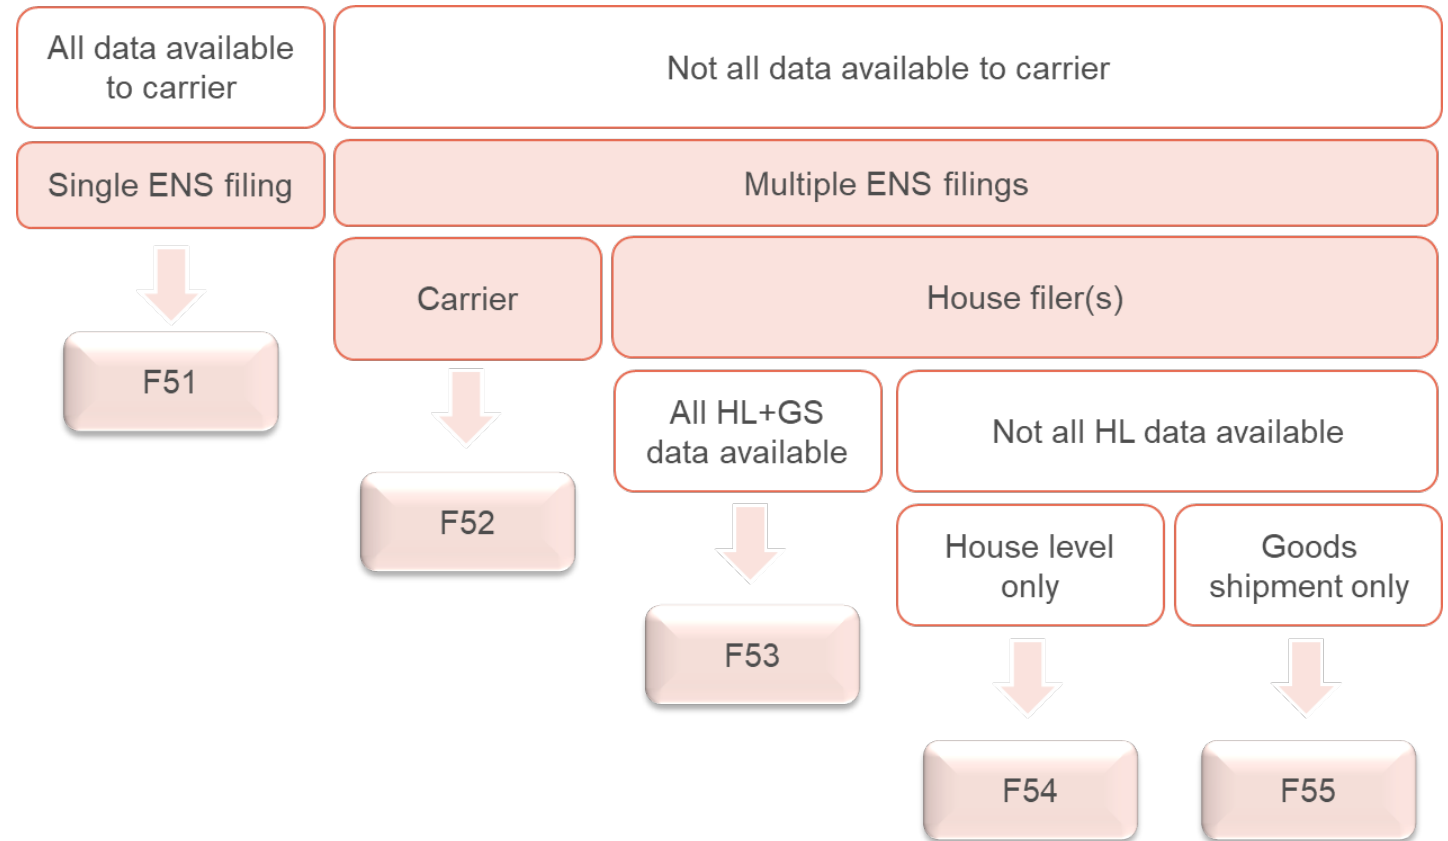 All data available
to carrier
Not all data available to carrier
Single ENS filing
Multiple ENS filings
Carrier
House filer(s)
F51
All HL+GS
data available
Not all HL data available
F52
House level
only
Goods
shipment only
F53
F54
F55